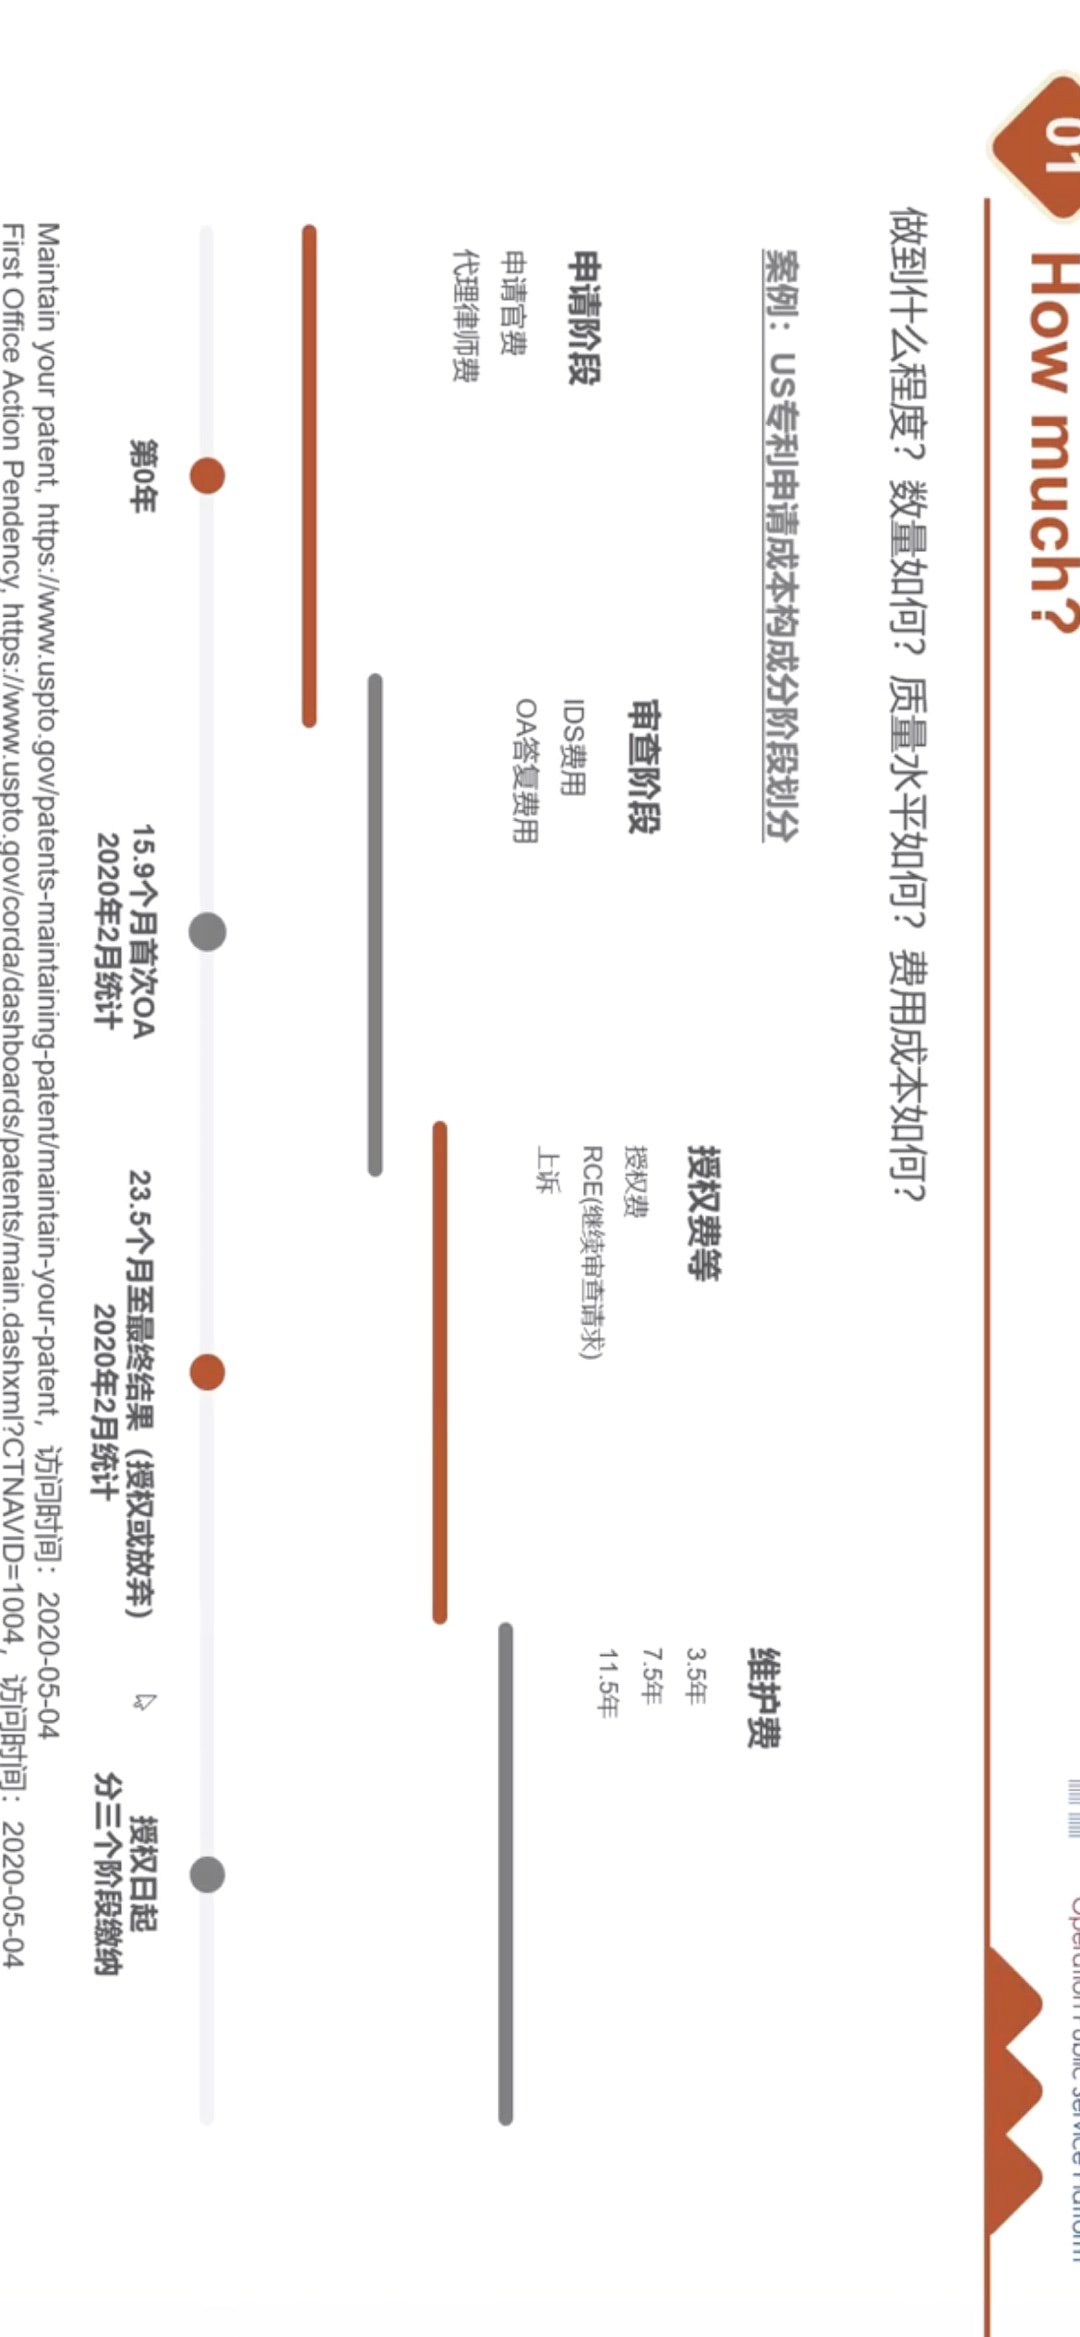 01
How much?
Operation Public Service Platform
做到什么程度？数量如何？质量水平如何？费用成本如何？
案例：US专利申请成本构成分阶段划分
申请阶段
申请官费
代理律师费
审查阶段
IDS费用
OA答复费用
授权费等
授权费
RCE(继续审查请求)
上诉
维护费
3.5年
7.5年
11.5年
第0年
15.9个月首次OA
2020年2月统计
23.5个月至最终结果（授权或放弃）
2020年2月统计
授权日起
分三个阶段缴纳
Maintain your patent, https://www.uspto.gov/patents-maintaining-patent/maintain-your-patent，访问时间：2020-05-04
First Office Action Pendency, https://www.uspto.gov/corda/dashboards/patents/main.dashxml?CTNAVID=1004，访问时间：2020-05-04